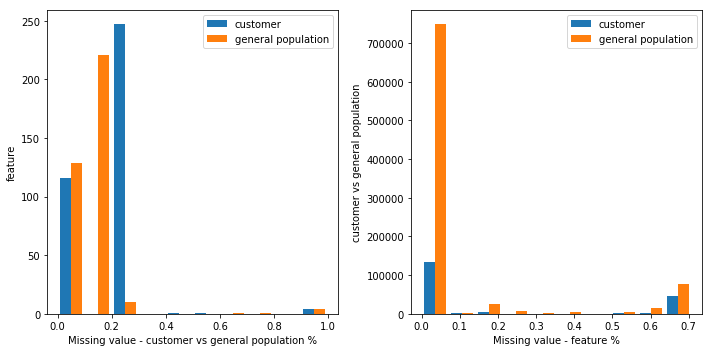 customer
general population
250
200
150
100
50
0
feature
0.0 0.2 0.4 0.6 0.8 1.0
Missing value - customer vs general population %
customer
general population
700000
600000
500000
400000
300000
200000
100000
0
customer vs general population
0.0 0.1 0.2 0.3 0.4 0.5 0.6 0.7
Missing value - feature %